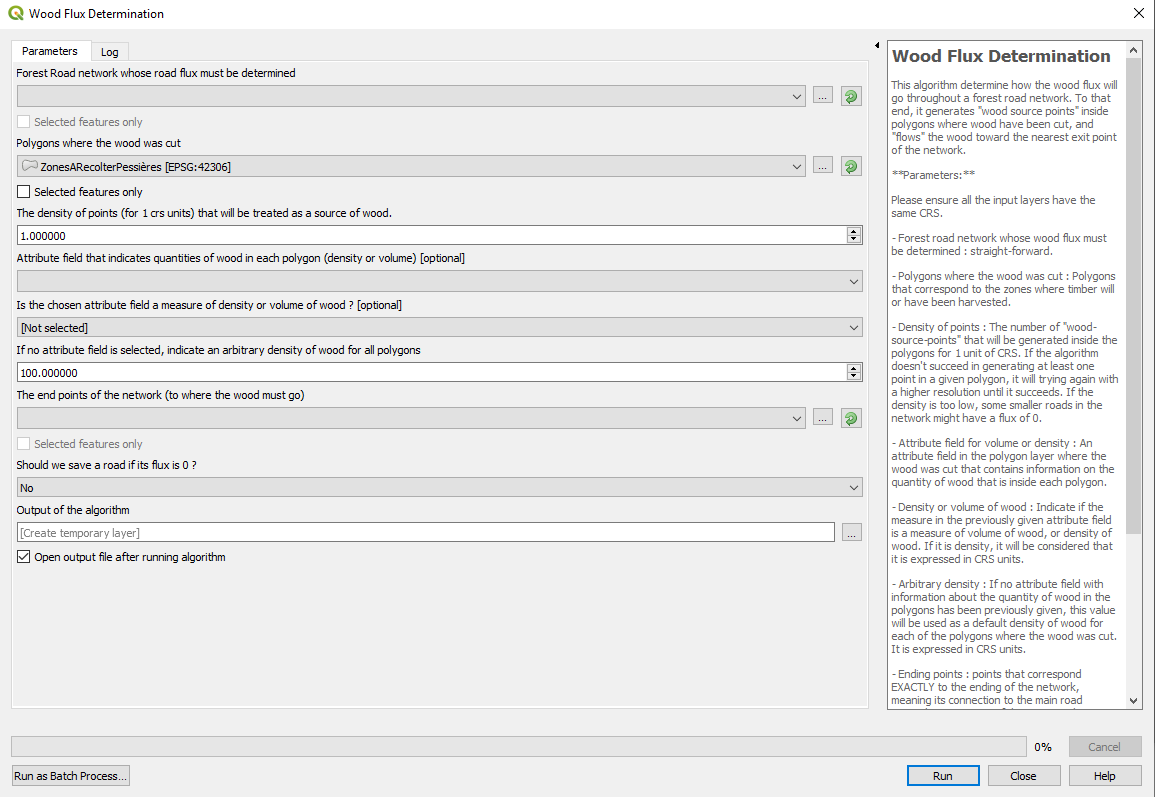 Wood Flux Determination
Parameters
Log
Forest Road network whose road flux must be determined
...
Selected features only
Polygons where the wood was cut
ZonesARecolterPessières [EPSG:42306]
...
Selected features only
The density of points (for 1 crs units) that will be treated as a source of wood.
1.000000
Attribute field that indicates quantities of wood in each polygon (density or volume) [optional]
Is the chosen attribute field a measure of density or volume of wood ? [optional]
[Not selected]
If no attribute field is selected, indicate an arbitrary density of wood for all polygons
100.000000
The end points of the network (to where the wood must go)
...
Selected features only
Should we save a road if its flux is 0 ?
No
Output of the algorithm
[Create temporary layer]
...
Open output file after running algorithm
Wood Flux Determination
This algorithm determine how the wood flux will
go throughout a forest road network. To that
end, it generates "wood source points" inside
polygons where wood have been cut, and
"flows" the wood toward the nearest exit point
of the network.
**Parameters:**
Please ensure all the input layers have the
same CRS.
- Forest road network whose wood flux must
be determined : straight-forward.
- Polygons where the wood was cut : Polygons
that correspond to the zones where timber will
or have been harvested.
- Density of points : The number of "wood-
source-points" that will be generated inside the
polygons for 1 unit of CRS. If the algorithm
doesn't succeed in generating at least one
point in a given polygon, it will trying again with
a higher resolution until it succeeds. If the
density is too low, some smaller roads in the
network might have a flux of 0.
- Attribute field for volume or density : An
attribute field in the polygon layer where the
wood was cut that contains information on the
quantity of wood that is inside each polygon.
- Density or volume of wood : Indicate if the
measure in the previously given attribute field
is a measure of volume of wood, or density of
wood. If it is density, it will be considered that
it is expressed in CRS units.
- Arbitrary density : If no attribute field with
information about the quantity of wood in the
polygons has been previously given, this value
will be used as a default density of wood for
each of the polygons where the wood was cut.
It is expressed in CRS units.
- Ending points : points that correspond
EXACTLY to the ending of the network,
meaning its connection to the main road
0%
Cancel
Run as Batch Process...
Run
Close
Help